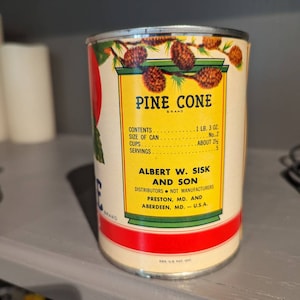 PINE CONE
BRAND
CONTENTS 1 LB. 3 OZ.
SIZE OF CAN No. 2
CUPS ABOUT 2½
SERVINGS 5
ALBERT W. SISK
AND SON
DISTRIBUTORS • NOT MANUFACTURERS
PRESTON, MD. AND
ABERDEEN, MD. — U.S.A.
BRAND